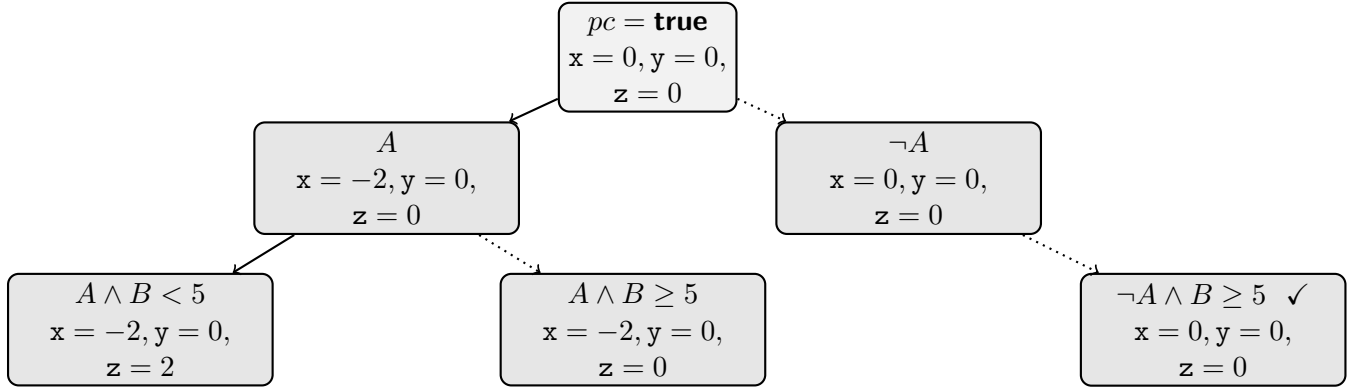 pc = true
x = 0, y = 0,
z = 0
A
x = −2, y = 0,
z = 0
¬A
x = 0, y = 0,
z = 0
A ∧ B < 5
x = −2, y = 0,
z = 2
A ∧ B ≥ 5
x = −2, y = 0,
z = 0
¬A ∧ B ≥ 5 ✓
x = 0, y = 0,
z = 0